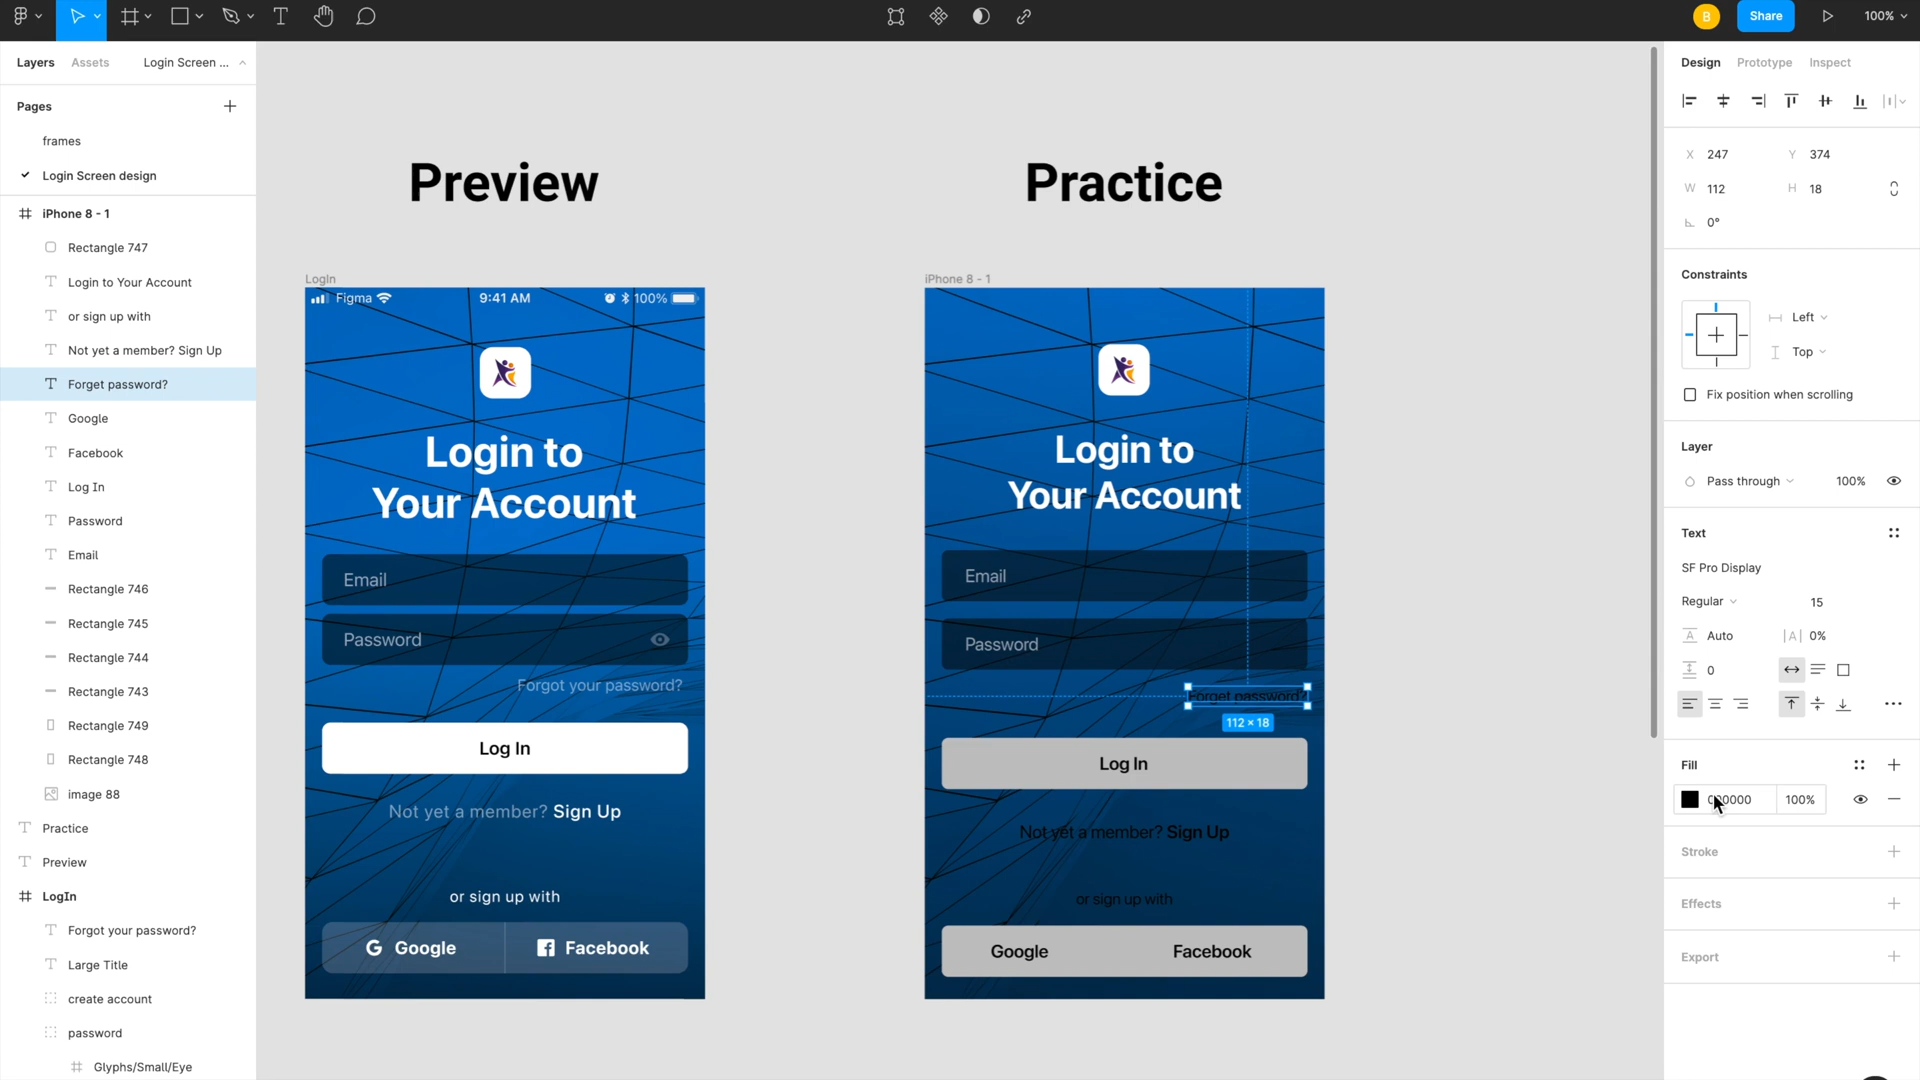 B
Share
100%
Layers
Assets
Login Screen ...
Pages
frames
Login Screen design
iPhone 8 - 1
Rectangle 747
Login to Your Account
or sign up with
Not yet a member? Sign Up
Forget password?
Google
Facebook
Log In
Password
Email
Rectangle 746
Rectangle 745
Rectangle 744
Rectangle 743
Rectangle 749
Rectangle 748
image 88
Practice
Preview
LogIn
Forgot your password?
Large Title
create account
password
Glyphs/Small/Eye
Preview
LogIn
Figma
9:41 AM
100%
Login to
Your Account
Email
Password
Forgot your password?
Log In
Not yet a member? Sign Up
or sign up with
Google
Facebook
Practice
iPhone 8 - 1
Login to
Your Account
Email
Password
Forget password?
112 × 18
Log In
Not yet a member? Sign Up
or sign up with
Google
Facebook
Design
Prototype
Inspect
X 247
Y 374
W 112
H 18
0°
Constraints
Left
Top
Fix position when scrolling
Layer
Pass through
100%
Text
SF Pro Display
Regular
15
Auto
|A| 0%
0
Fill
100%
Stroke
Effects
Export